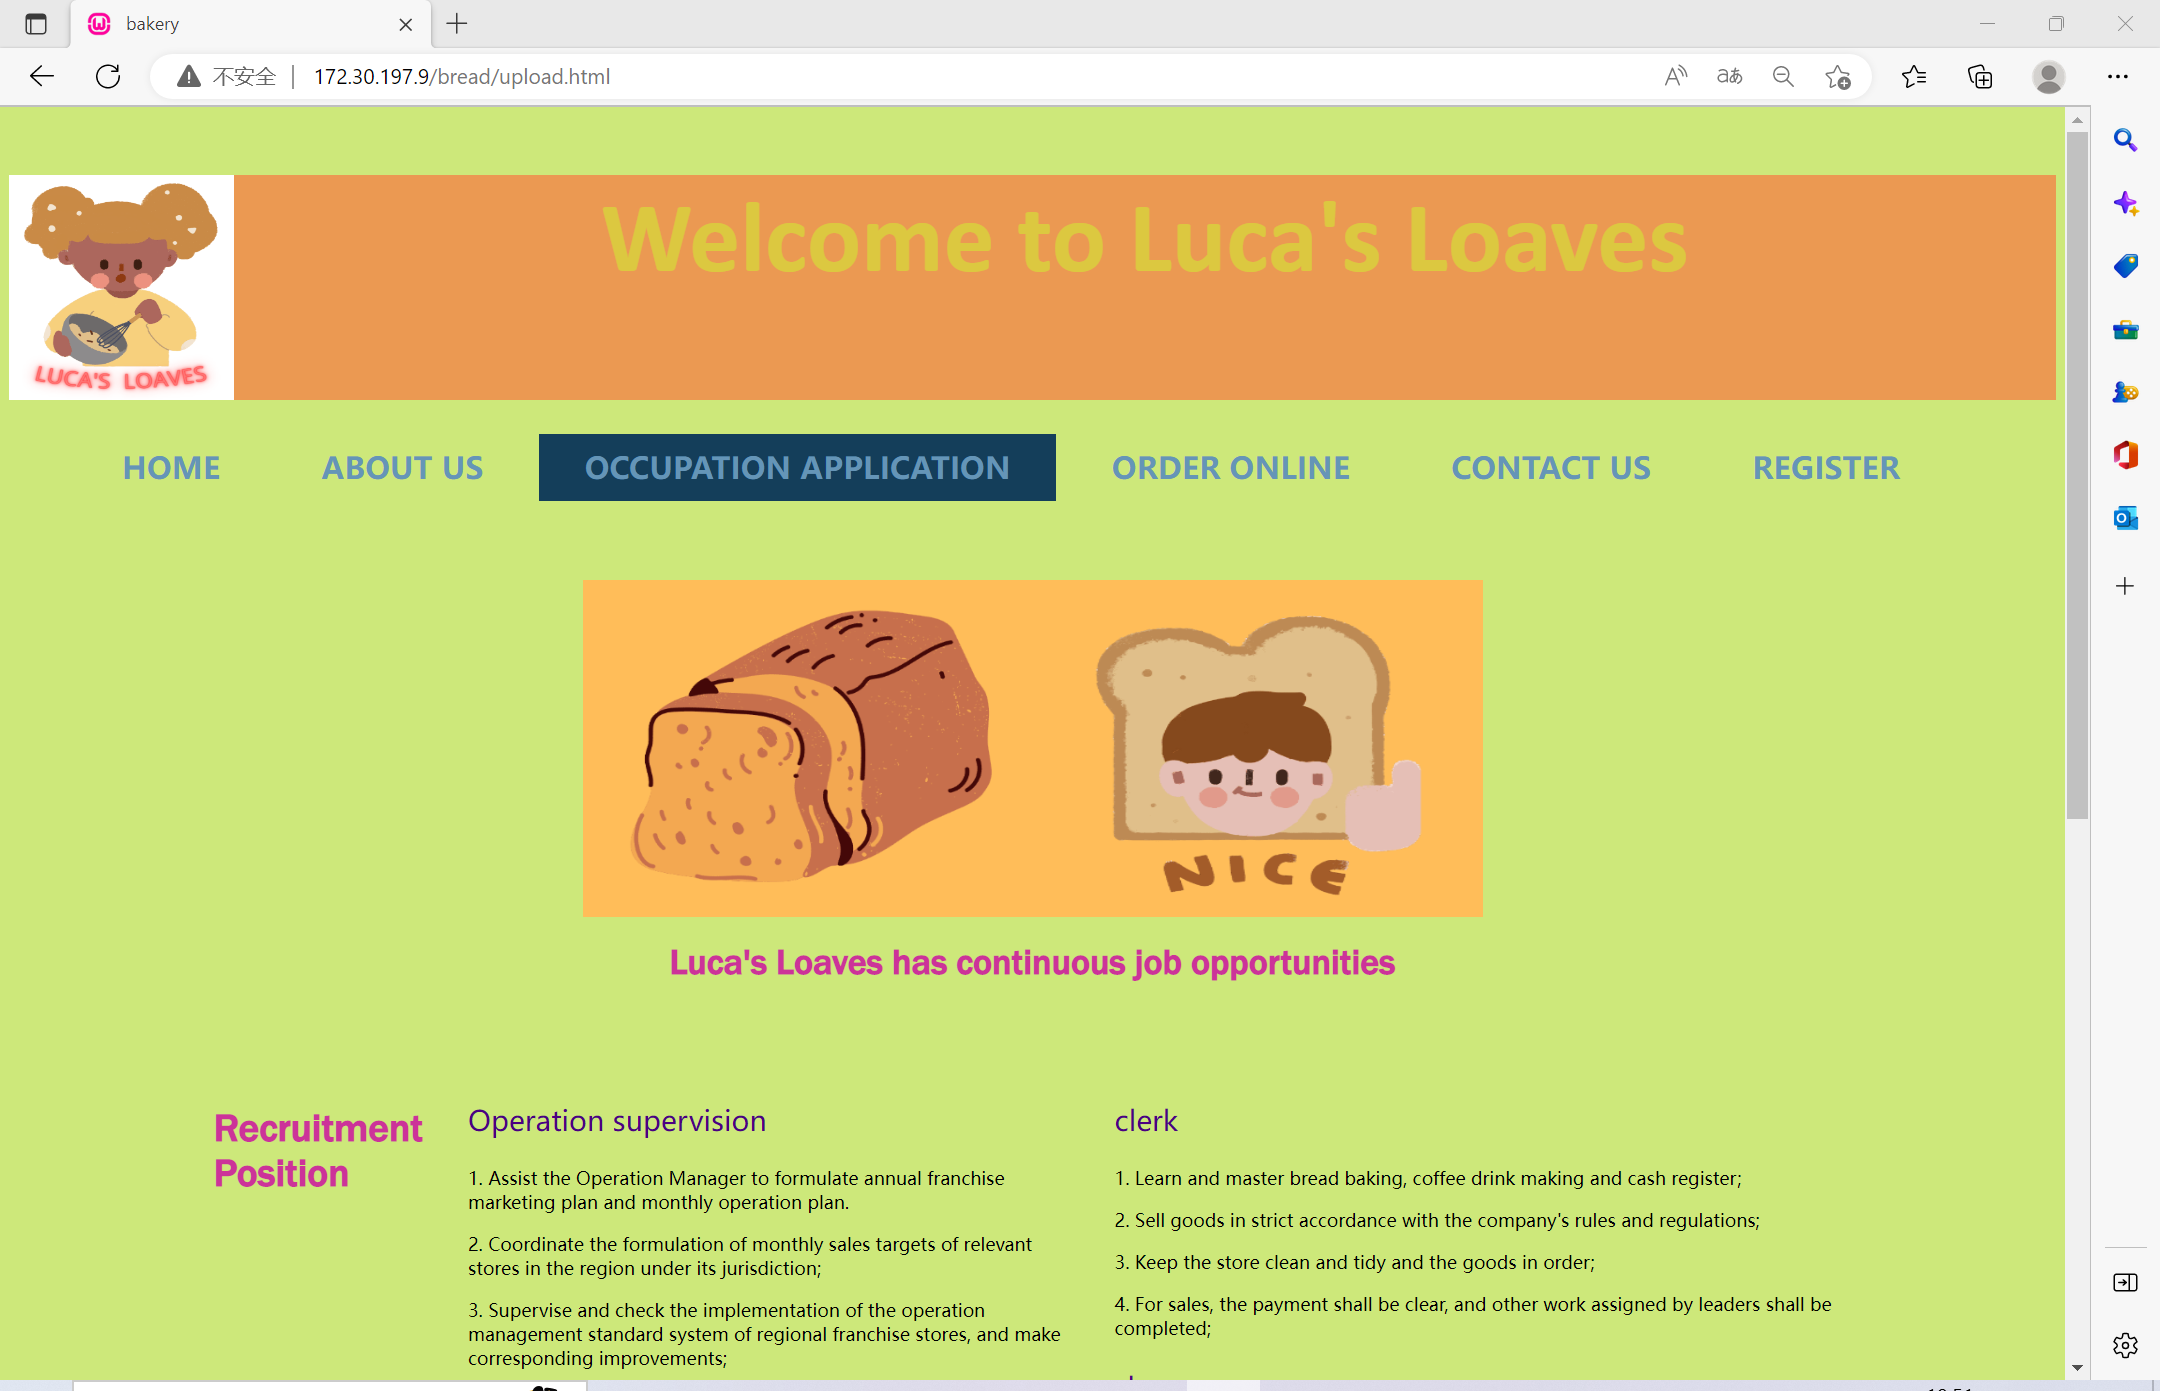 bakery
不安全 172.30.197.9/bread/upload.html
Welcome to Luca's Loaves
LUCA'S LOAVES
HOME ABOUT US OCCUPATION APPLICATION ORDER ONLINE CONTACT US REGISTER
NICE
Luca's Loaves has continuous job opportunities
Recruitment
Position
Operation supervision
1. Assist the Operation Manager to formulate annual franchise
marketing plan and monthly operation plan.
2. Coordinate the formulation of monthly sales targets of relevant
stores in the region under its jurisdiction;
3. Supervise and check the implementation of the operation
management standard system of regional franchise stores, and make
corresponding improvements;
clerk
1. Learn and master bread baking, coffee drink making and cash register;
2. Sell goods in strict accordance with the company's rules and regulations;
3. Keep the store clean and tidy and the goods in order;
4. For sales, the payment shall be clear, and other work assigned by leaders shall be
completed;